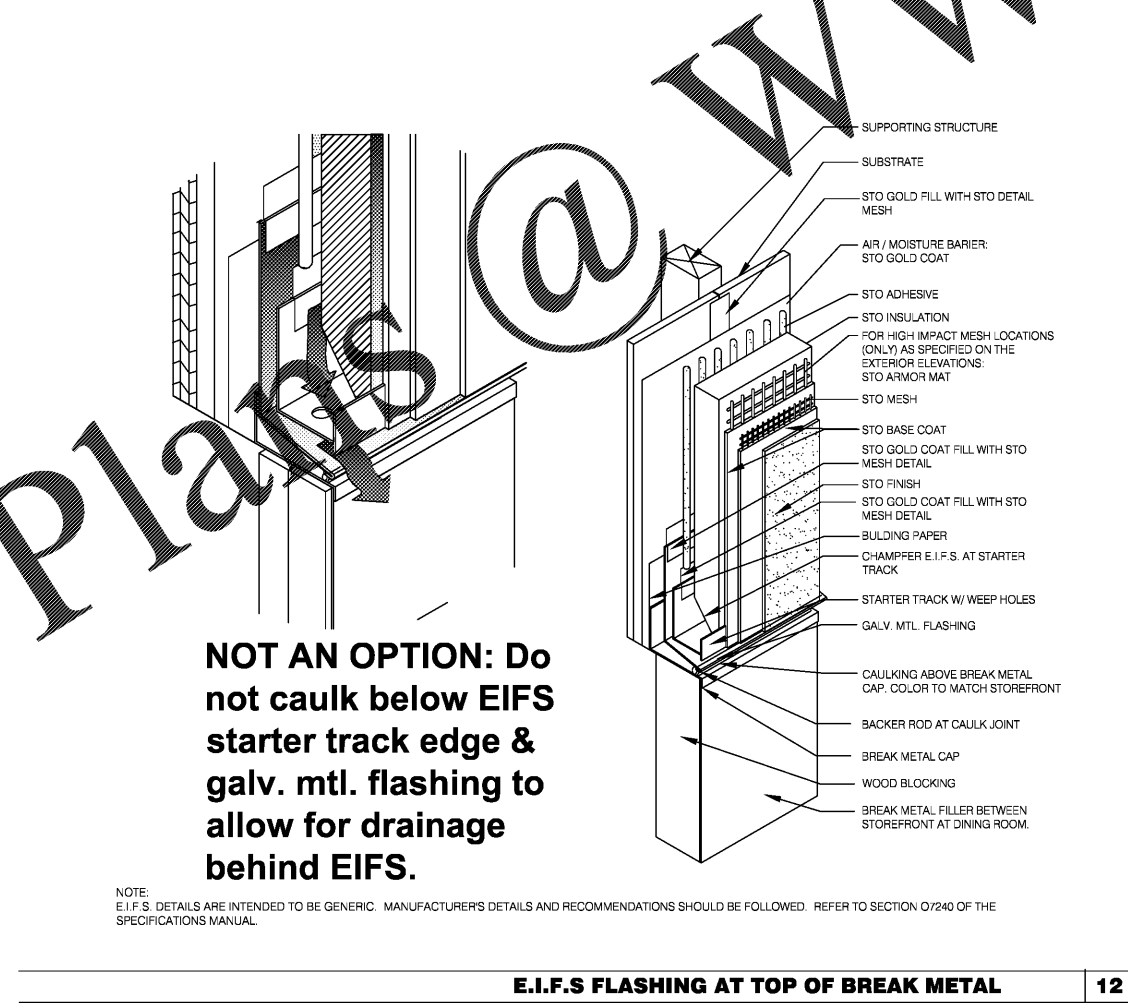 Plans @ WW
SUPPORTING STRUCTURE
SUBSTRATE
STO GOLD FILL WITH STO DETAIL
MESH
AIR / MOISTURE BARIER:
STO GOLD COAT
STO ADHESIVE
STO INSULATION
FOR HIGH IMPACT MESH LOCATIONS
(ONLY) AS SPECIFIED ON THE
EXTERIOR ELEVATIONS:
STO ARMOR MAT
STO MESH
STO BASE COAT
STO GOLD COAT FILL WITH STO
MESH DETAIL
STO FINISH
STO GOLD COAT FILL WITH STO
MESH DETAIL
BULDING PAPER
CHAMPFER E.I.F.S. AT STARTER
TRACK
STARTER TRACK W/ WEEP HOLES
GALV. MTL. FLASHING
CAULKING ABOVE BREAK METAL
CAP. COLOR TO MATCH STOREFRONT
BACKER ROD AT CAULK JOINT
BREAK METAL CAP
WOOD BLOCKING
BREAK METAL FILLER BETWEEN
STOREFRONT AT DINING ROOM.
NOT AN OPTION: Do
not caulk below EIFS
starter track edge &
galv. mtl. flashing to
allow for drainage
behind EIFS.
NOTE:
E.I.F.S. DETAILS ARE INTENDED TO BE GENERIC. MANUFACTURER'S DETAILS AND RECOMMENDATIONS SHOULD BE FOLLOWED. REFER TO SECTION O7240 OF THE
SPECIFICATIONS MANUAL.
E.I.F.S FLASHING AT TOP OF BREAK METAL
12